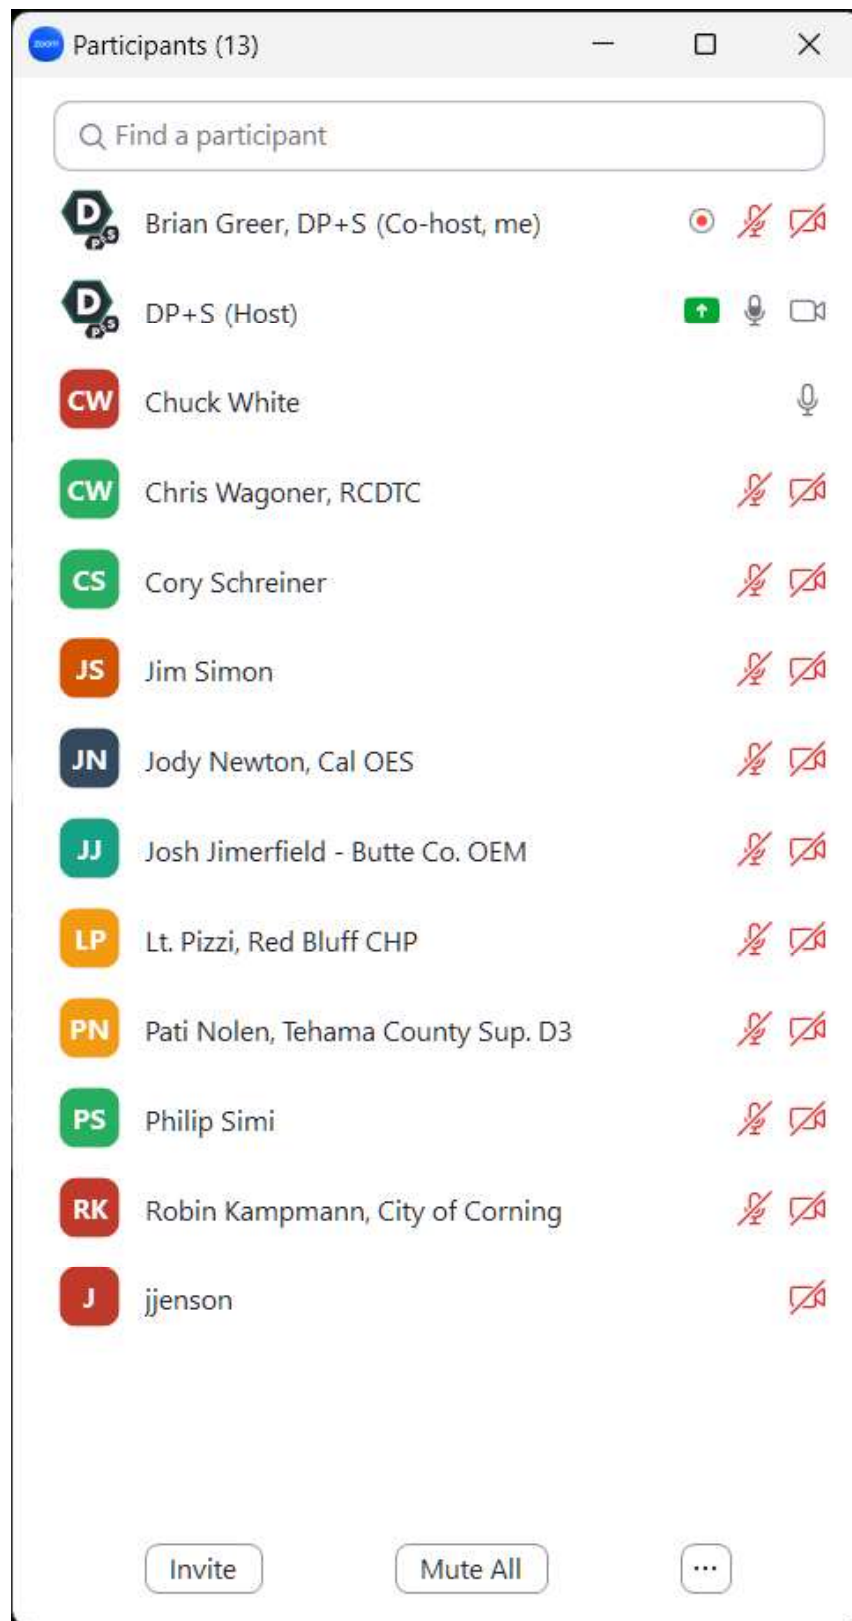 zoom Participants (13)
Find a participant
D P S Brian Greer, DP+S (Co-host, me)
D P S DP+S (Host)
CW Chuck White
CW Chris Wagoner, RCDTC
CS Cory Schreiner
JS Jim Simon
JN Jody Newton, Cal OES
JJ Josh Jimerfield - Butte Co. OEM
LP Lt. Pizzi, Red Bluff CHP
PN Pati Nolen, Tehama County Sup. D3
PS Philip Simi
RK Robin Kampmann, City of Corning
J jjenson
Invite Mute All ...